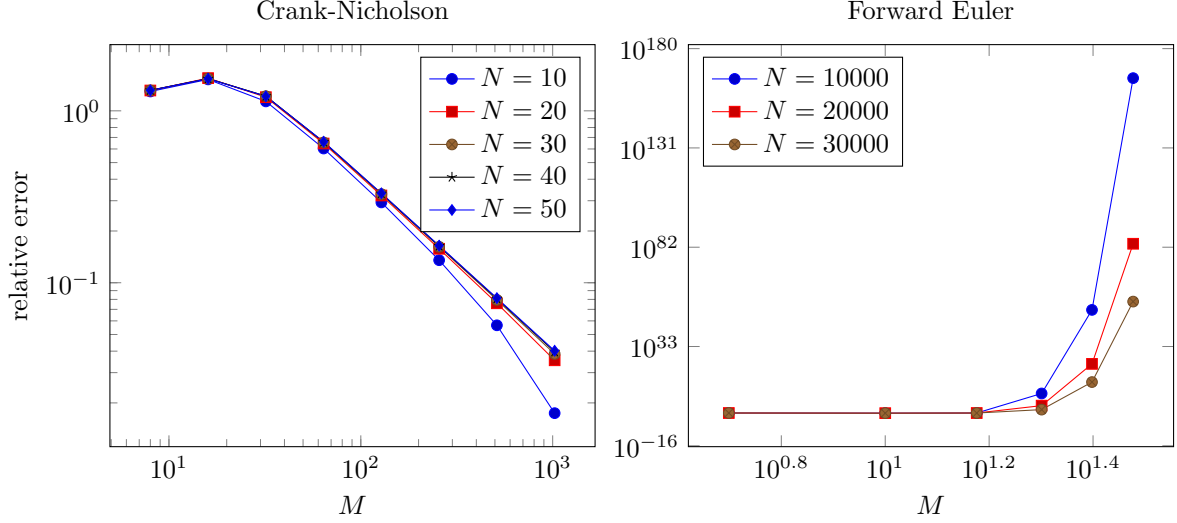 Crank-Nicholson
relative error
10^0
10^−1
10^1
10^2
10^3
M
N = 10
N = 20
N = 30
N = 40
N = 50
Forward Euler
10^180
10^131
10^82
10^33
10^−16
10^0.8
10^1
10^1.2
10^1.4
M
N = 10000
N = 20000
N = 30000